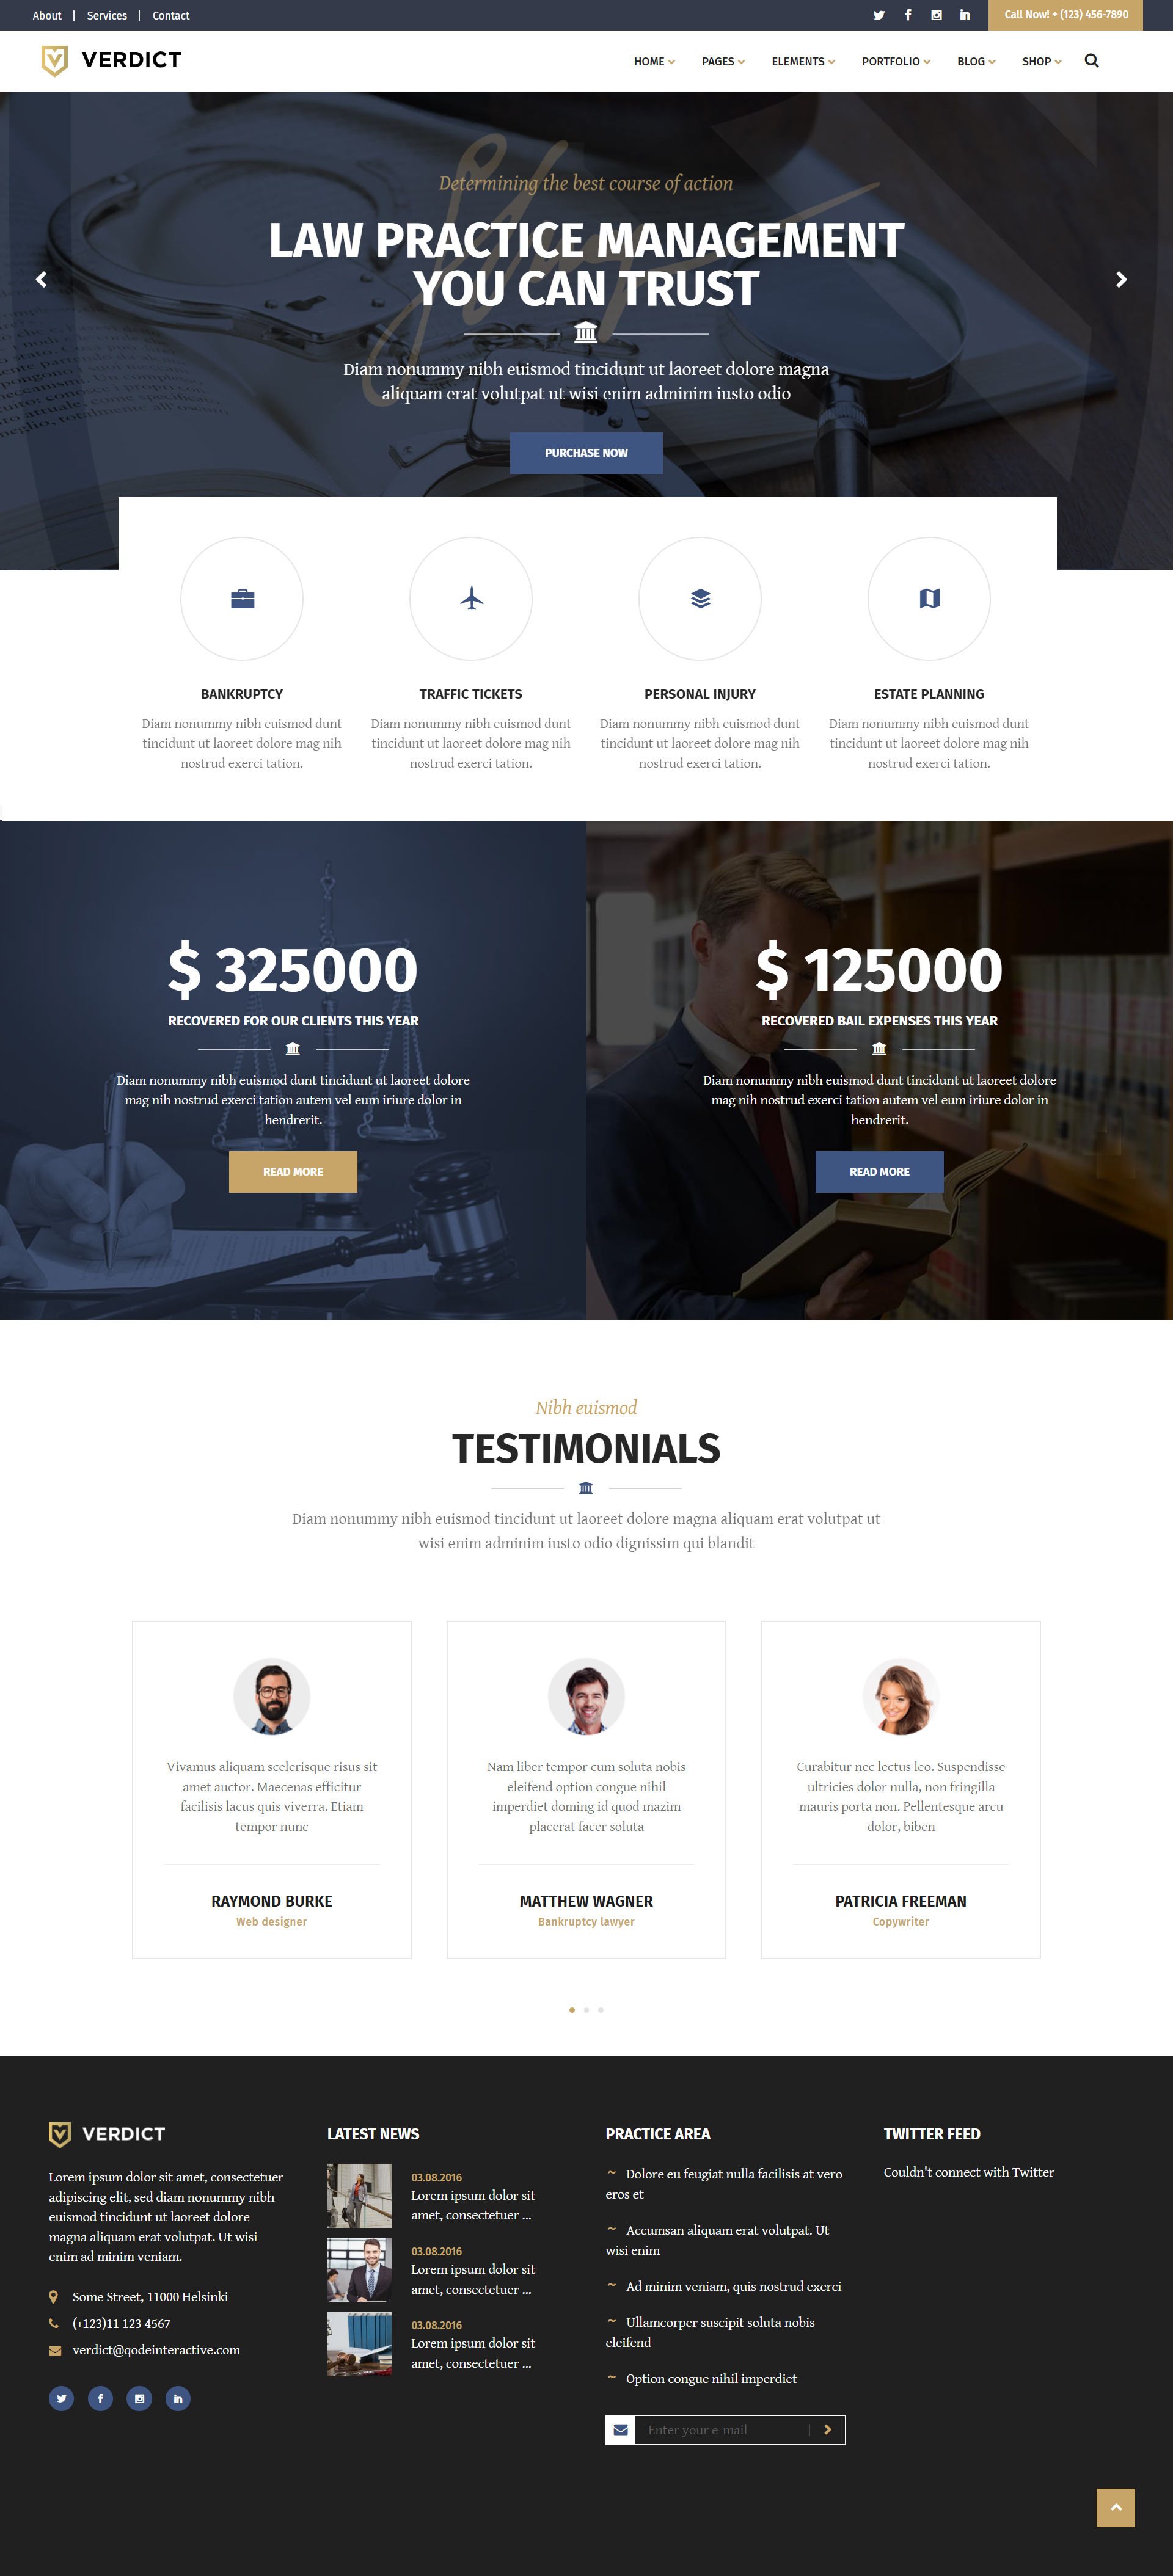 About | Services | Contact
Call Now! + (123) 456-7890
VERDICT
HOME PAGES ELEMENTS PORTFOLIO BLOG SHOP
Determining the best course of action
LAW PRACTICE MANAGEMENT
YOU CAN TRUST
Diam nonummy nibh euismod tincidunt ut laoreet dolore magna
aliquam erat volutpat ut wisi enim adminim iusto odio
PURCHASE NOW
BANKRUPTCY
Diam nonummy nibh euismod dunt
tincidunt ut laoreet dolore mag nih
nostrud exerci tation.
TRAFFIC TICKETS
Diam nonummy nibh euismod dunt
tincidunt ut laoreet dolore mag nih
nostrud exerci tation.
PERSONAL INJURY
Diam nonummy nibh euismod dunt
tincidunt ut laoreet dolore mag nih
nostrud exerci tation.
ESTATE PLANNING
Diam nonummy nibh euismod dunt
tincidunt ut laoreet dolore mag nih
nostrud exerci tation.
$ 325000
RECOVERED FOR OUR CLIENTS THIS YEAR
Diam nonummy nibh euismod dunt tincidunt ut laoreet dolore
mag nih nostrud exerci tation autem vel eum iriure dolor in
hendrerit.
READ MORE
$ 125000
RECOVERED BAIL EXPENSES THIS YEAR
Diam nonummy nibh euismod dunt tincidunt ut laoreet dolore
mag nih nostrud exerci tation autem vel eum iriure dolor in
hendrerit.
READ MORE
Nibh euismod
TESTIMONIALS
Diam nonummy nibh euismod tincidunt ut laoreet dolore magna aliquam erat volutpat ut
wisi enim adminim iusto odio dignissim qui blandit
Vivamus aliquam scelerisque risus sit
amet auctor. Maecenas efficitur
facilisis lacus quis viverra. Etiam
tempor nunc
RAYMOND BURKE
Web designer
Nam liber tempor cum soluta nobis
eleifend option congue nihil
imperdiet doming id quod mazim
placerat facer soluta
MATTHEW WAGNER
Bankruptcy lawyer
Curabitur nec lectus leo. Suspendisse
ultricies dolor nulla, non fringilla
mauris porta non. Pellentesque arcu
dolor, biben
PATRICIA FREEMAN
Copywriter
VERDICT
Lorem ipsum dolor sit amet, consectetuer
adipiscing elit, sed diam nonummy nibh
euismod tincidunt ut laoreet dolore
magna aliquam erat volutpat. Ut wisi
enim ad minim veniam.
Some Street, 11000 Helsinki
(+123)11 123 4567
verdict@qodeinteractive.com
LATEST NEWS
03.08.2016
Lorem ipsum dolor sit
amet, consectetuer ...
03.08.2016
Lorem ipsum dolor sit
amet, consectetuer ...
03.08.2016
Lorem ipsum dolor sit
amet, consectetuer ...
PRACTICE AREA
~ Dolore eu feugiat nulla facilisis at vero
eros et
~ Accumsan aliquam erat volutpat. Ut
wisi enim
~ Ad minim veniam, quis nostrud exerci
~ Ullamcorper suscipit soluta nobis
eleifend
~ Option congue nihil imperdiet
Enter your e-mail |
TWITTER FEED
Couldn't connect with Twitter